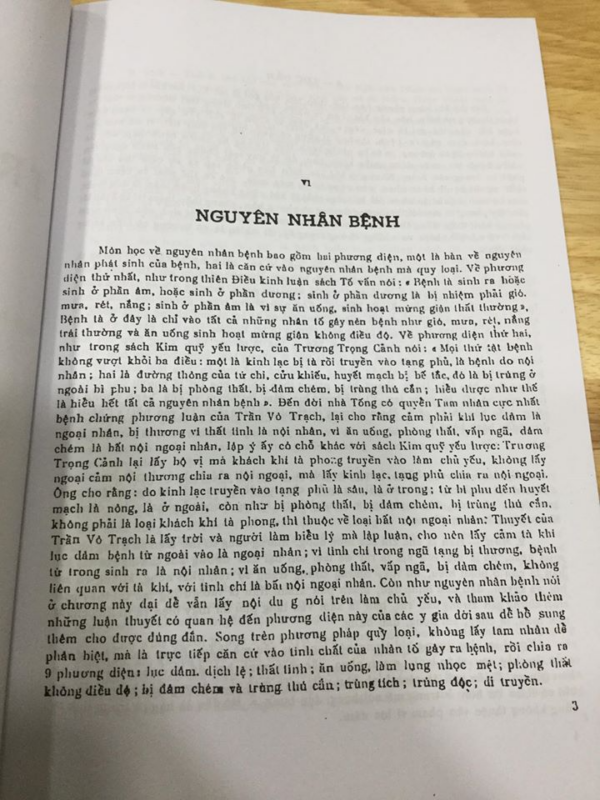 VI
NGUYÊN NHÂN BỆNH
Môn học về nguyên nhân bệnh bao gồm hai phương diện, một là bàn về nguyên
nhân phát sinh của bệnh, hai là căn cứ vào nguyên nhân bệnh mà quy loại. Về phương
diện thứ nhất, như trong thiên Điều kinh luận sách Tố vấn nói: « Bệnh tà sinh ra hoặc
sinh ở phần âm, hoặc sinh ở phần dương; sinh ở phần dương là bị nhiễm phải gió,
mưa, rét, nắng; sinh ở phần âm là vì sự ăn uống, sinh hoạt mừng giận thất thường».
Bệnh tà ở đây là chỉ vào tất cả những nhân tố gây nên bệnh như gió, mưa, rét, nắng
trái thường và ăn uống sinh hoạt mừng giận không điều độ. Về phương diện thứ hai,
như trong sách Kim quỹ yếu lược, của Trương Trọng Cảnh nói: « Mọi thứ tật bệnh
không vượt khỏi ba điều: một là kinh lạc bị tà rồi truyền vào tạng phủ, là bệnh do nội
nhân; hai là đường thông của tứ chi, cửu khiếu, huyết mạch bị bế tắc, đó là bị trúng ở
ngoài bì phu; ba là bị phòng thất, bị đâm chém, bị trùng thú cắn; hiểu được như thế
là hiểu hết tất cả nguyên nhân bệnh ». Đến đời nhà Tống có quyển Tam nhân cực nhất
bệnh chứng phương luận của Trần Vô Trạch, lại cho rằng cảm phải khí lục dâm là
ngoại nhân, bị thương vì thất tình là nội nhân, vì ăn uống, phòng thất, vấp ngã, đâm
chém là bất nội ngoại nhân, lập ý ấy có chỗ khác với sách Kim quỹ yếu lược: Trương
Trọng Cảnh lại lấy bộ vị mà khách khí tà phong truyền vào làm chủ yếu, không lấy
ngoại cảm nội thương chia ra nội ngoại, mà lấy kinh lạc, tạng phủ chia ra nội ngoại.
Ông cho rằng: do kinh lạc truyền vào tạng phủ là sâu, là ở trong; từ bì phu đến huyết
mạch là nông, là ở ngoài, còn như bị phòng thất, bị đâm chém, bị trùng thú cắn,
không phải là loại khách khí tà phong, thì thuộc về loại bất nội ngoại nhân: Thuyết của
Trần Vô Trạch là lấy trời và người làm biểu lý mà lập luận, cho nên lấy cảm tà khí
lục dâm bệnh từ ngoài vào là ngoại nhân; vì tình chí trong ngũ tạng bị thương, bệnh
từ trong sinh ra là nội nhân; vì ăn uống, phòng thất, vấp ngã, bị đâm chém, không
liên quan với tà khí, với tình chí là bất nội ngoại nhân. Còn như nguyên nhân bệnh nói
ở chương này đại để vẫn lấy nội du g nói trên làm chủ yếu, và tham khảo thêm
những luận thuyết có quan hệ đến phương diện này của các y gia đời sau để bổ sung
thêm cho được đúng đắn. Song trên phương pháp quy loại, không lấy tam nhân để
phân biệt, mà là trực tiếp căn cứ vào tính chất của nhân tố gây ra bệnh, rồi chia ra
9 phương diện: lục dâm, dịch lệ; thất tình; ăn uống, làm lụng nhọc mệt; phòng thất
không điều độ; bị đâm chém và trùng thú cắn; trùng tích; trúng độc; di truyền.
3